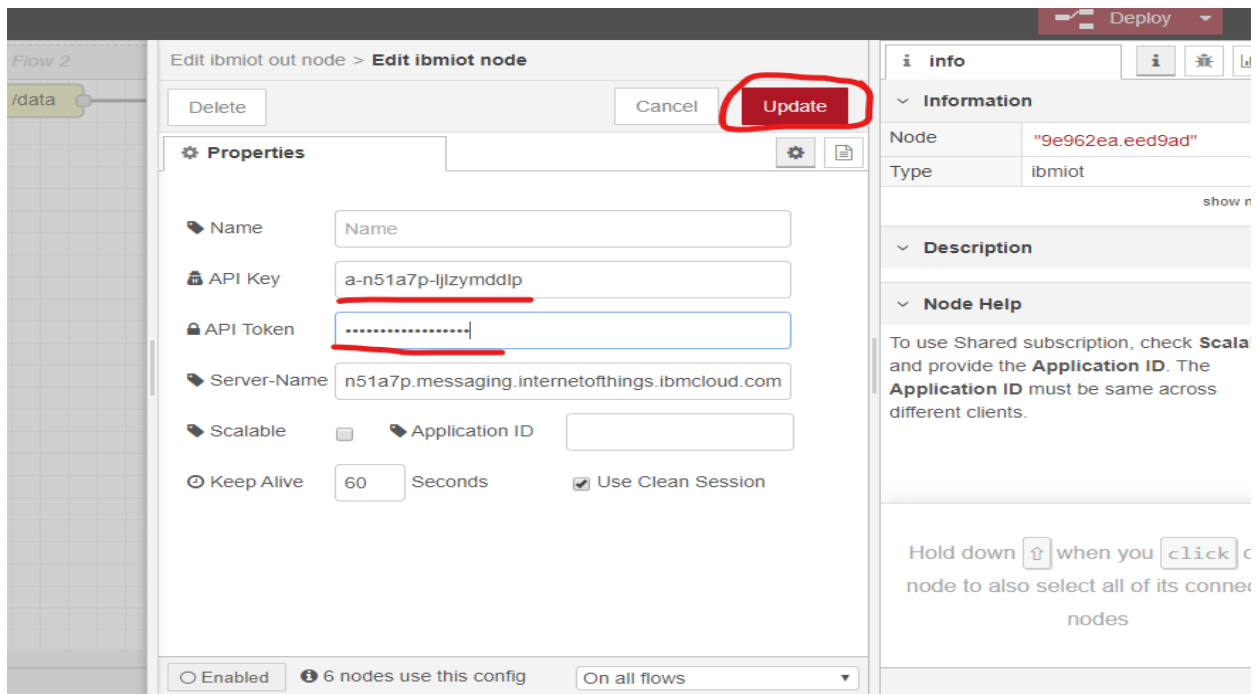 Deploy
Flow 2
/data
Edit ibmiot out node > Edit ibmiot node
Delete
Cancel
Update
Properties
Name
Name
API Key
a-n51a7p-ljlzymddlp
API Token
••••••••••••••••••
Server-Name
n51a7p.messaging.internetofthings.ibmcloud.com
Scalable
Application ID
Keep Alive
60
Seconds
Use Clean Session
Enabled
6 nodes use this config
On all flows
info
Information
Node
"9e962ea.eed9ad"
Type
ibmiot
show
Description
Node Help
To use Shared subscription, check
and provide the Application ID. The
Application ID must be same across
different clients.
Hold down ⇧ when you click
node to also select all of its
nodes